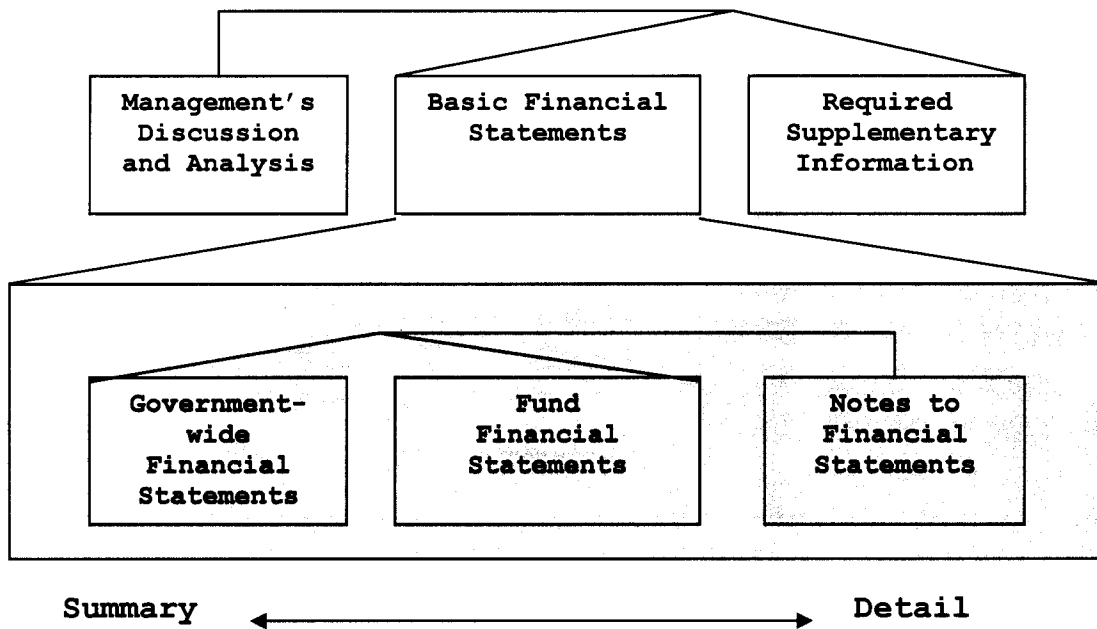 Management's
Discussion
and Analysis
Basic Financial
Statements
Required
Supplementary
Information
Government-
wide
Financial
Statements
Fund
Financial
Statements
Notes to
Financial
Statements
Summary
Detail